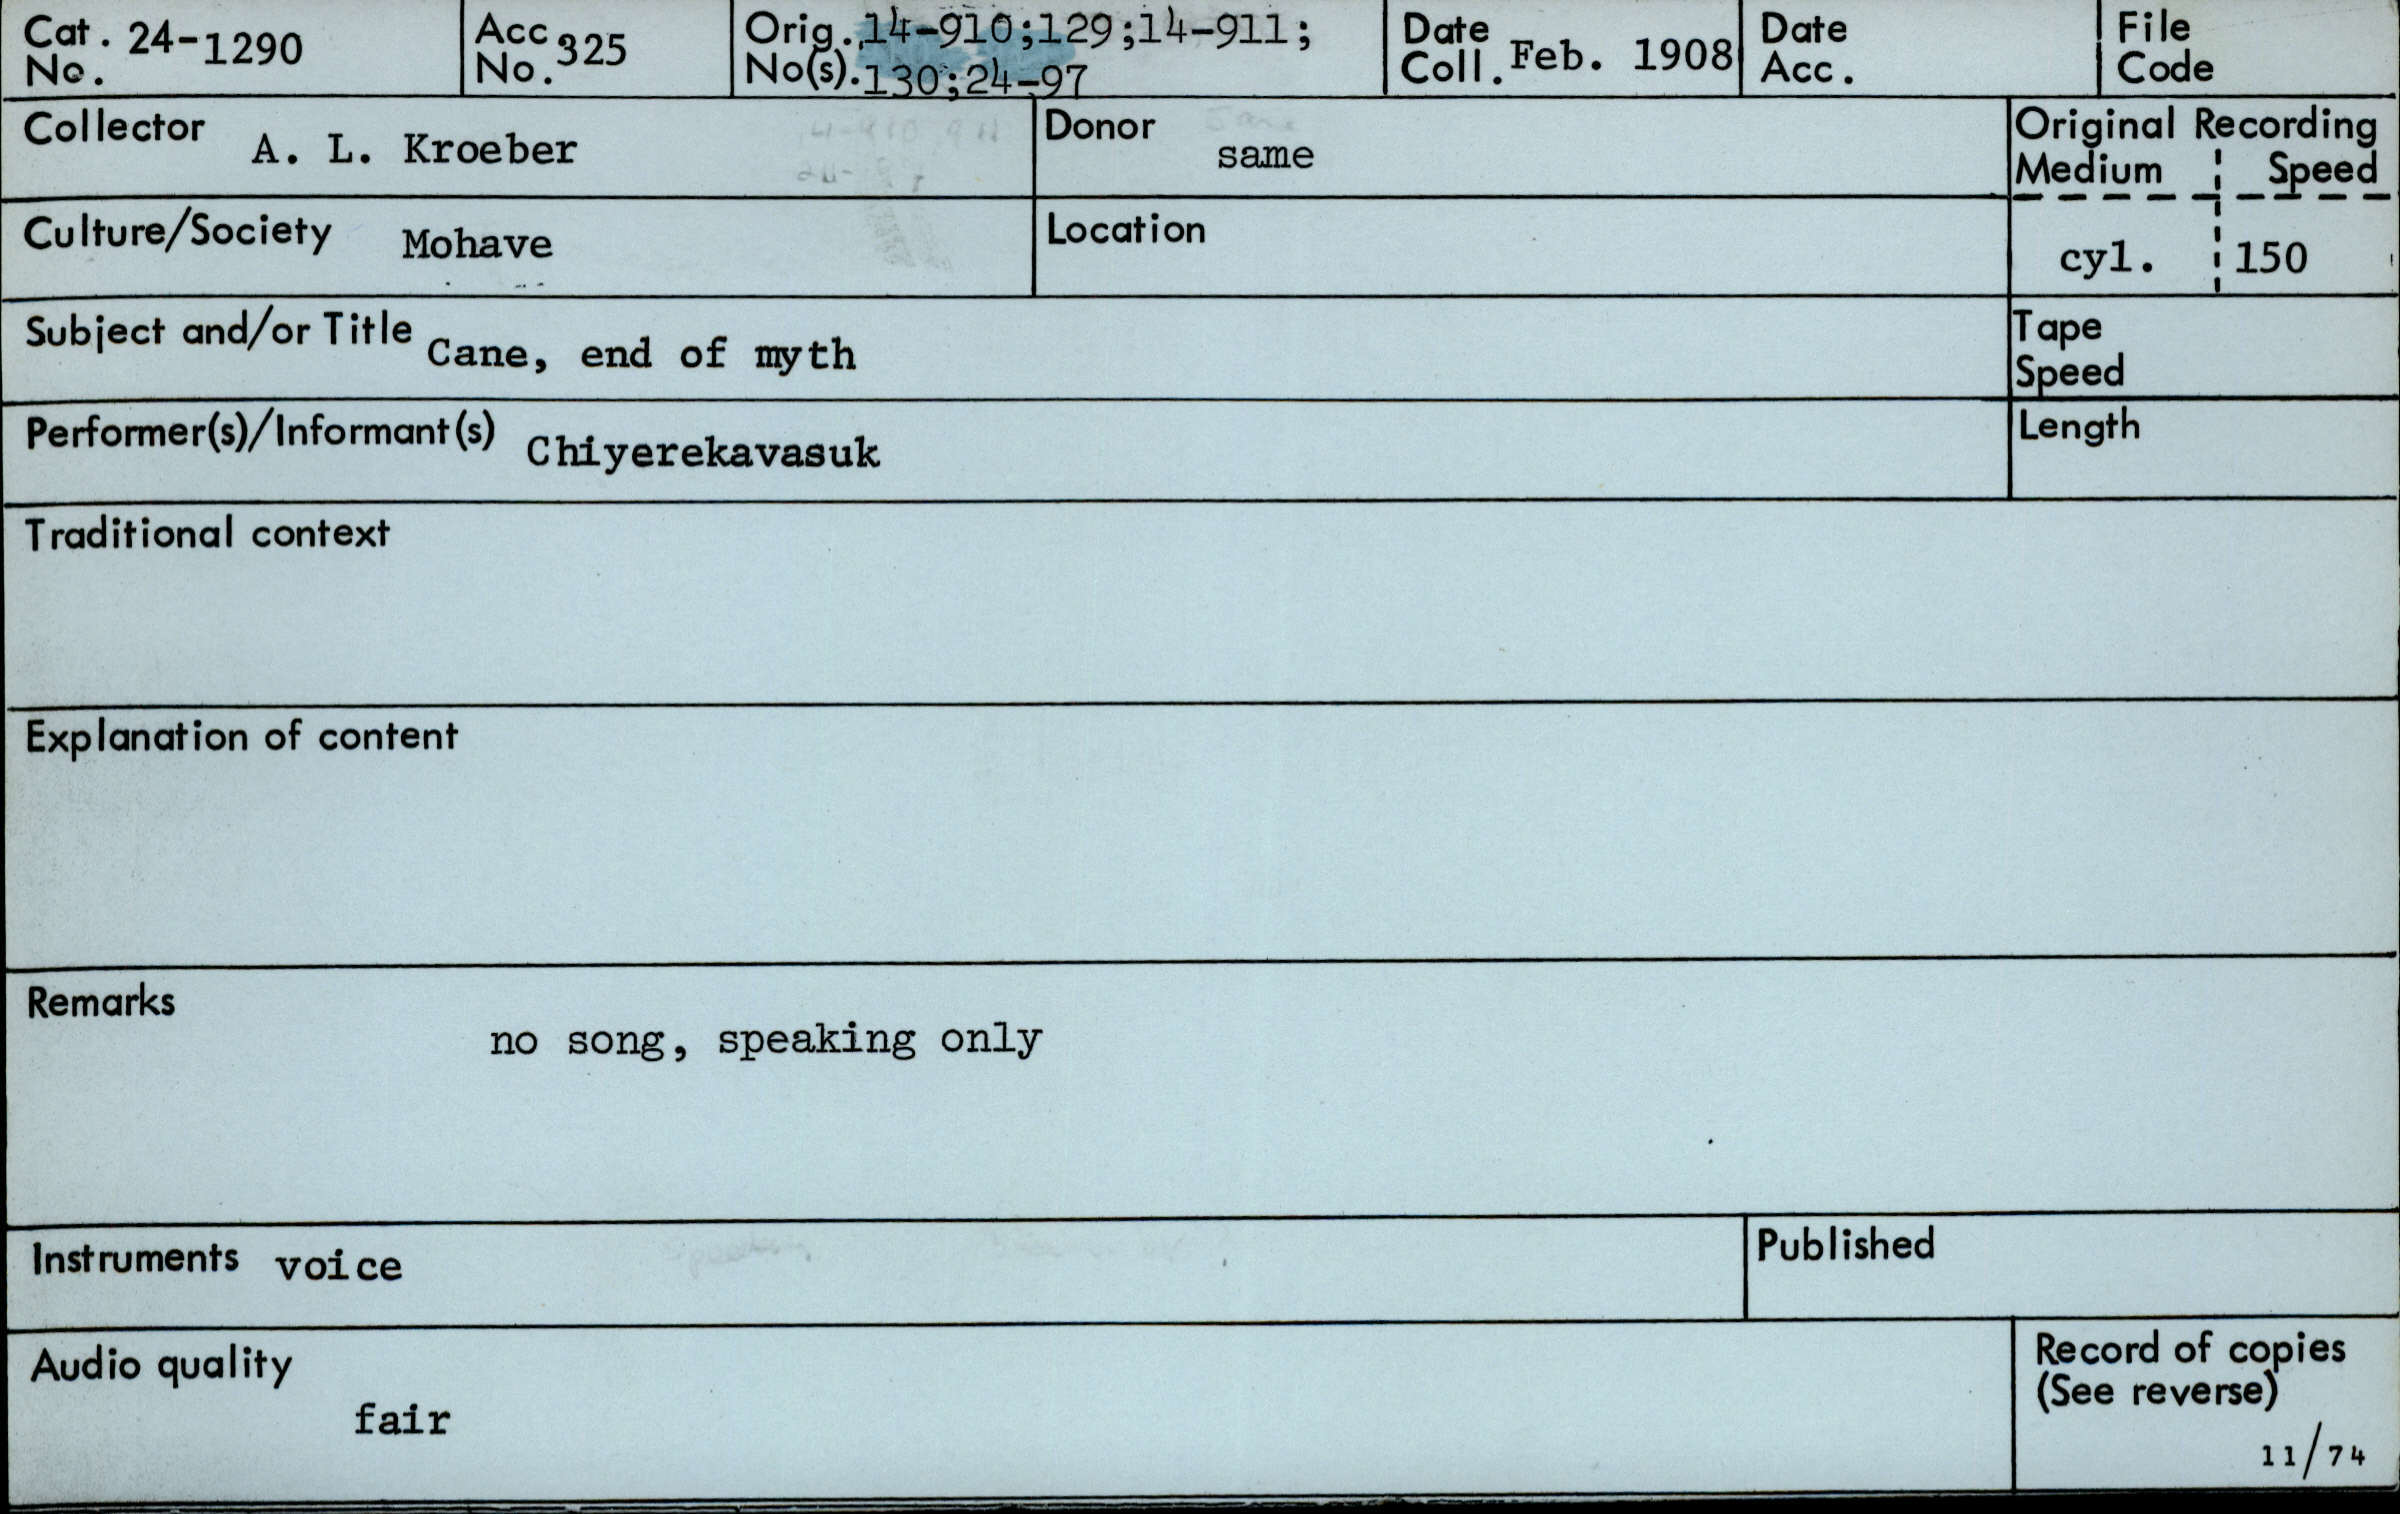 Cat. No. 24-1290
Acc No. 325
Orig. No(s). 14-910;129;14-911; 130;24-97
Date Coll. Feb. 1908
Date Acc.
File Code
Collector A. L. Kroeber
Donor same
Original Recording
Medium Speed
cyl. 150
Culture/Society Mohave
Location
Subject and/or Title Cane, end of myth
Tape Speed
Performer(s)/Informant(s) Chiyerekavasuk
Length
Traditional context
Explanation of content
Remarks
no song, speaking only
Instruments voice
Published
Audio quality
fair
Record of copies
(See reverse)
11/74